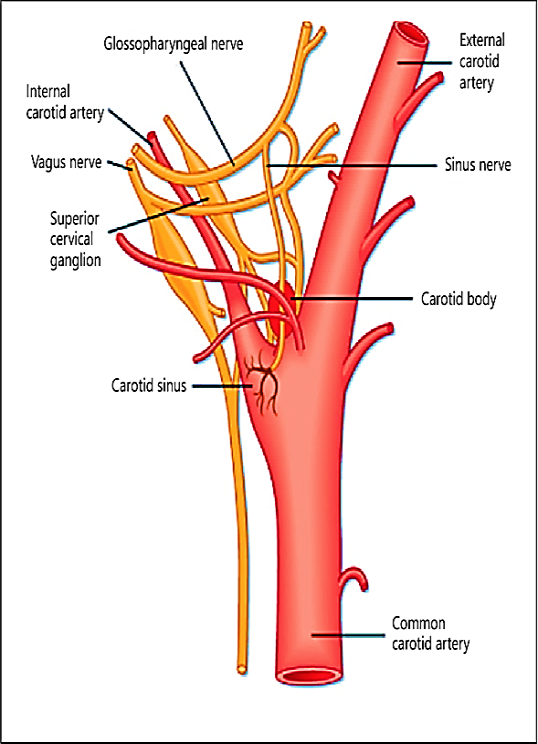 Glossopharyngeal nerve
External
carotid
artery
Internal
carotid artery
Vagus nerve
Sinus nerve
Superior
cervical
ganglion
Carotid body
Carotid sinus
Common
carotid artery